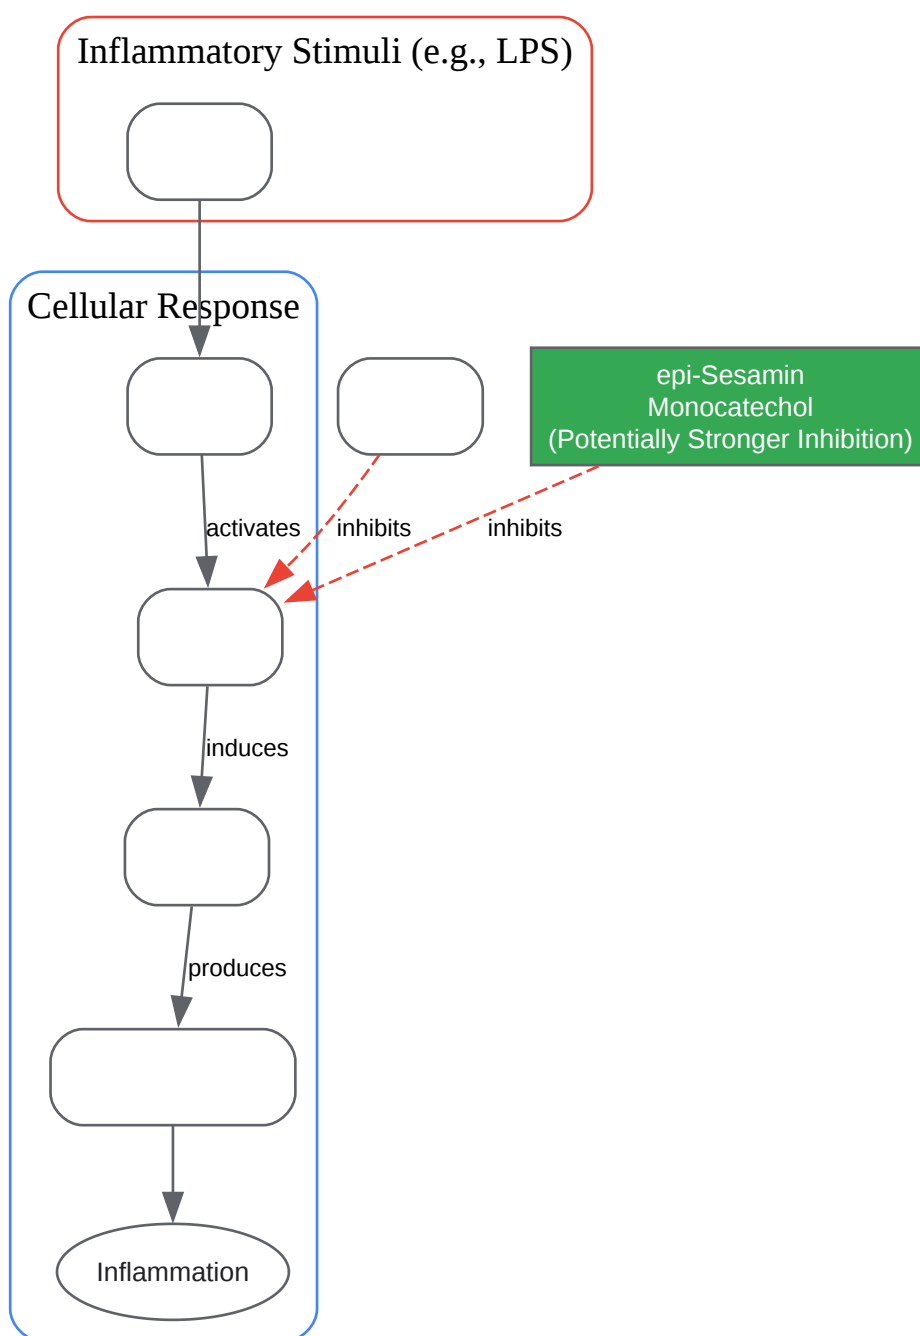 Inflammatory Stimuli (e.g., LPS)
Cellular Response
epi-Sesamin
Monocatechol
(Potentially Stronger Inhibition)
activates
inhibits
inhibits
induces
produces
Inflammation